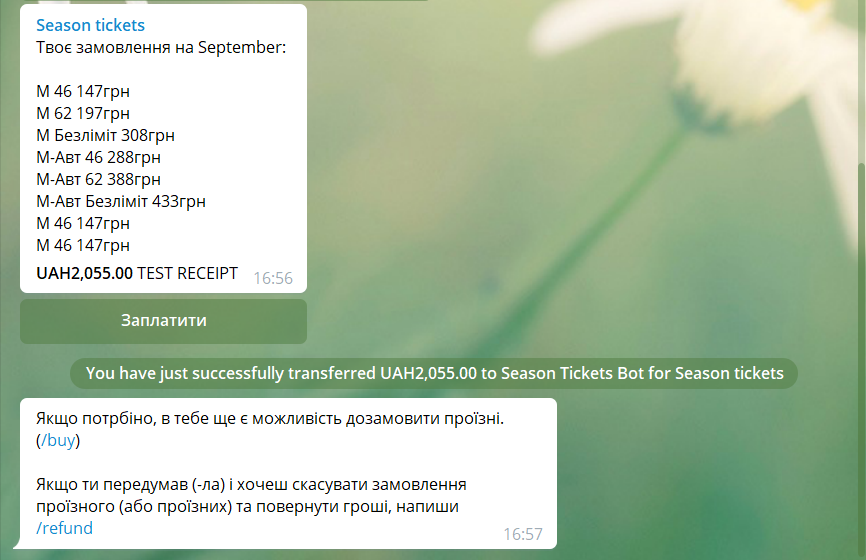 Season tickets
Твоє замовлення на September:
М 46 147грн
М 62 197грн
М Безліміт 308грн
М-Авт 46 288грн
М-Авт 62 388грн
М-Авт Безліміт 433грн
М 46 147грн
М 46 147грн
UAH2,055.00 TEST RECEIPT 16:56
Заплатити
You have just successfully transferred UAH2,055.00 to Season Tickets Bot for Season tickets
Якщо потрбіно, в тебе ще є можливість дозамовити проїзні.
(/buy)
Якщо ти передумав (-ла) і хочеш скасувати замовлення
проїзного (або проїзних) та повернути гроші, напиши
/refund 16:57